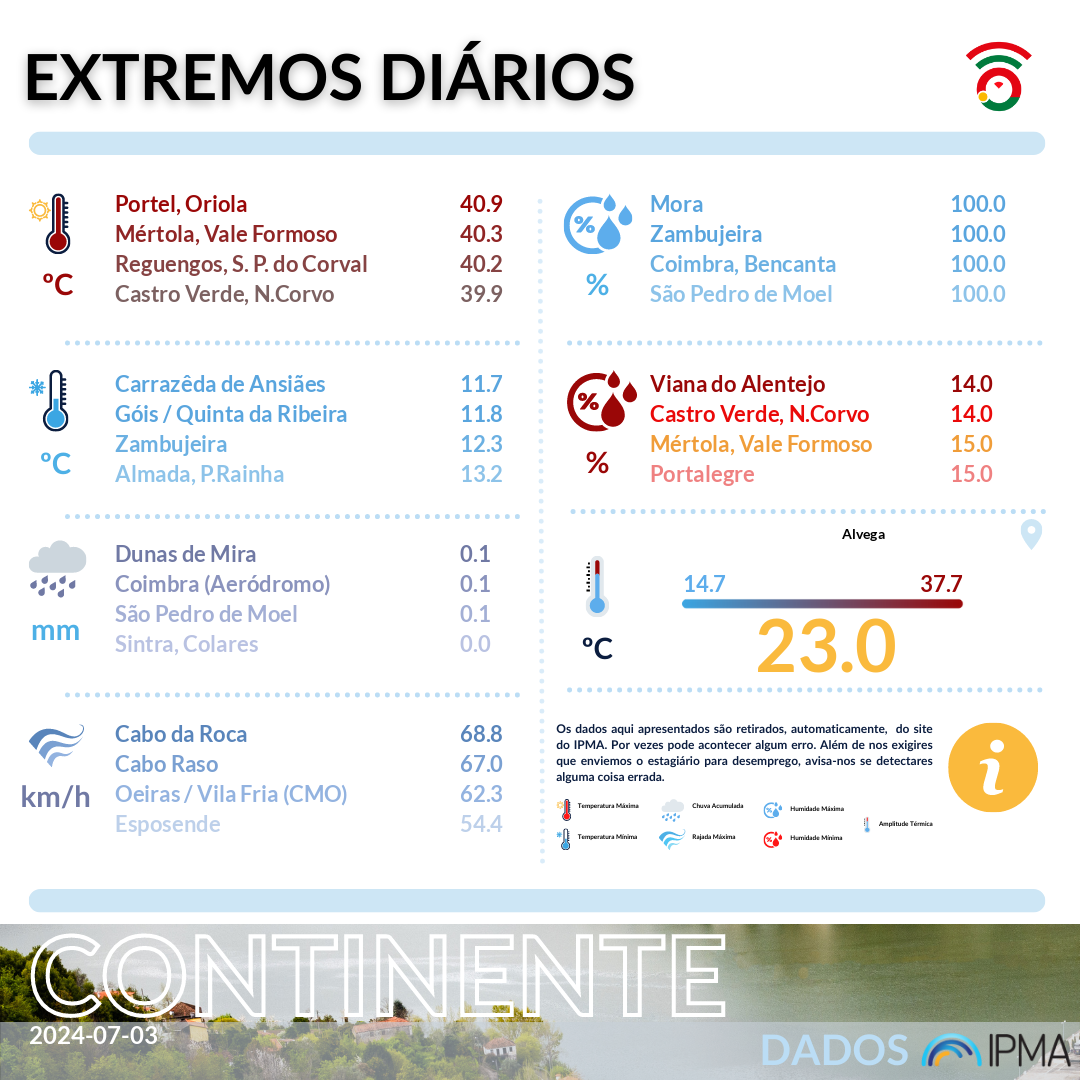 EXTREMOS DIÁRIOS
Portel, Oriola 40.9
Mértola, Vale Formoso 40.3
Reguengos, S. P. do Corval 40.2
Castro Verde, N.Corvo 39.9
ºC
Carrazêda de Ansiães 11.7
Góis / Quinta da Ribeira 11.8
Zambujeira 12.3
Almada, P.Rainha 13.2
ºC
Dunas de Mira 0.1
Coimbra (Aeródromo) 0.1
São Pedro de Moel 0.1
Sintra, Colares 0.0
mm
Cabo da Roca 68.8
Cabo Raso 67.0
Oeiras / Vila Fria (CMO) 62.3
Esposende 54.4
km/h
%
Mora 100.0
Zambujeira 100.0
Coimbra, Bencanta 100.0
São Pedro de Moel 100.0
%
%
Viana do Alentejo 14.0
Castro Verde, N.Corvo 14.0
Mértola, Vale Formoso 15.0
Portalegre 15.0
%
Alvega
14.7 37.7
23.0
ºC
Os dados aqui apresentados são retirados, automaticamente, do site
do IPMA. Por vezes pode acontecer algum erro. Além de nos exigires
que enviemos o estagiário para desemprego, avisa-nos se detectares
alguma coisa errada.
i
Temperatura Máxima Chuva Acumulada % Humidade Máxima
Amplitude Térmica
Temperatura Mínima Rajada Máxima % Humidade Mínima
CONTINENTE
2024-07-03
DADOS IPMA